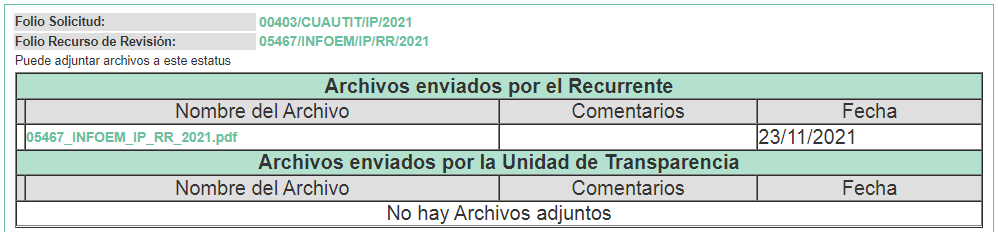 Folio Solicitud: 00403/CUAUTIT/IP/2021
Folio Recurso de Revisión: 05467/INFOEM/IP/RR/2021
Puede adjuntar archivos a este estatus
Archivos enviados por el Recurrente
Nombre del Archivo Comentarios Fecha
05467_INFOEM_IP_RR_2021.pdf 23/11/2021
Archivos enviados por la Unidad de Transparencia
Nombre del Archivo Comentarios Fecha
No hay Archivos adjuntos